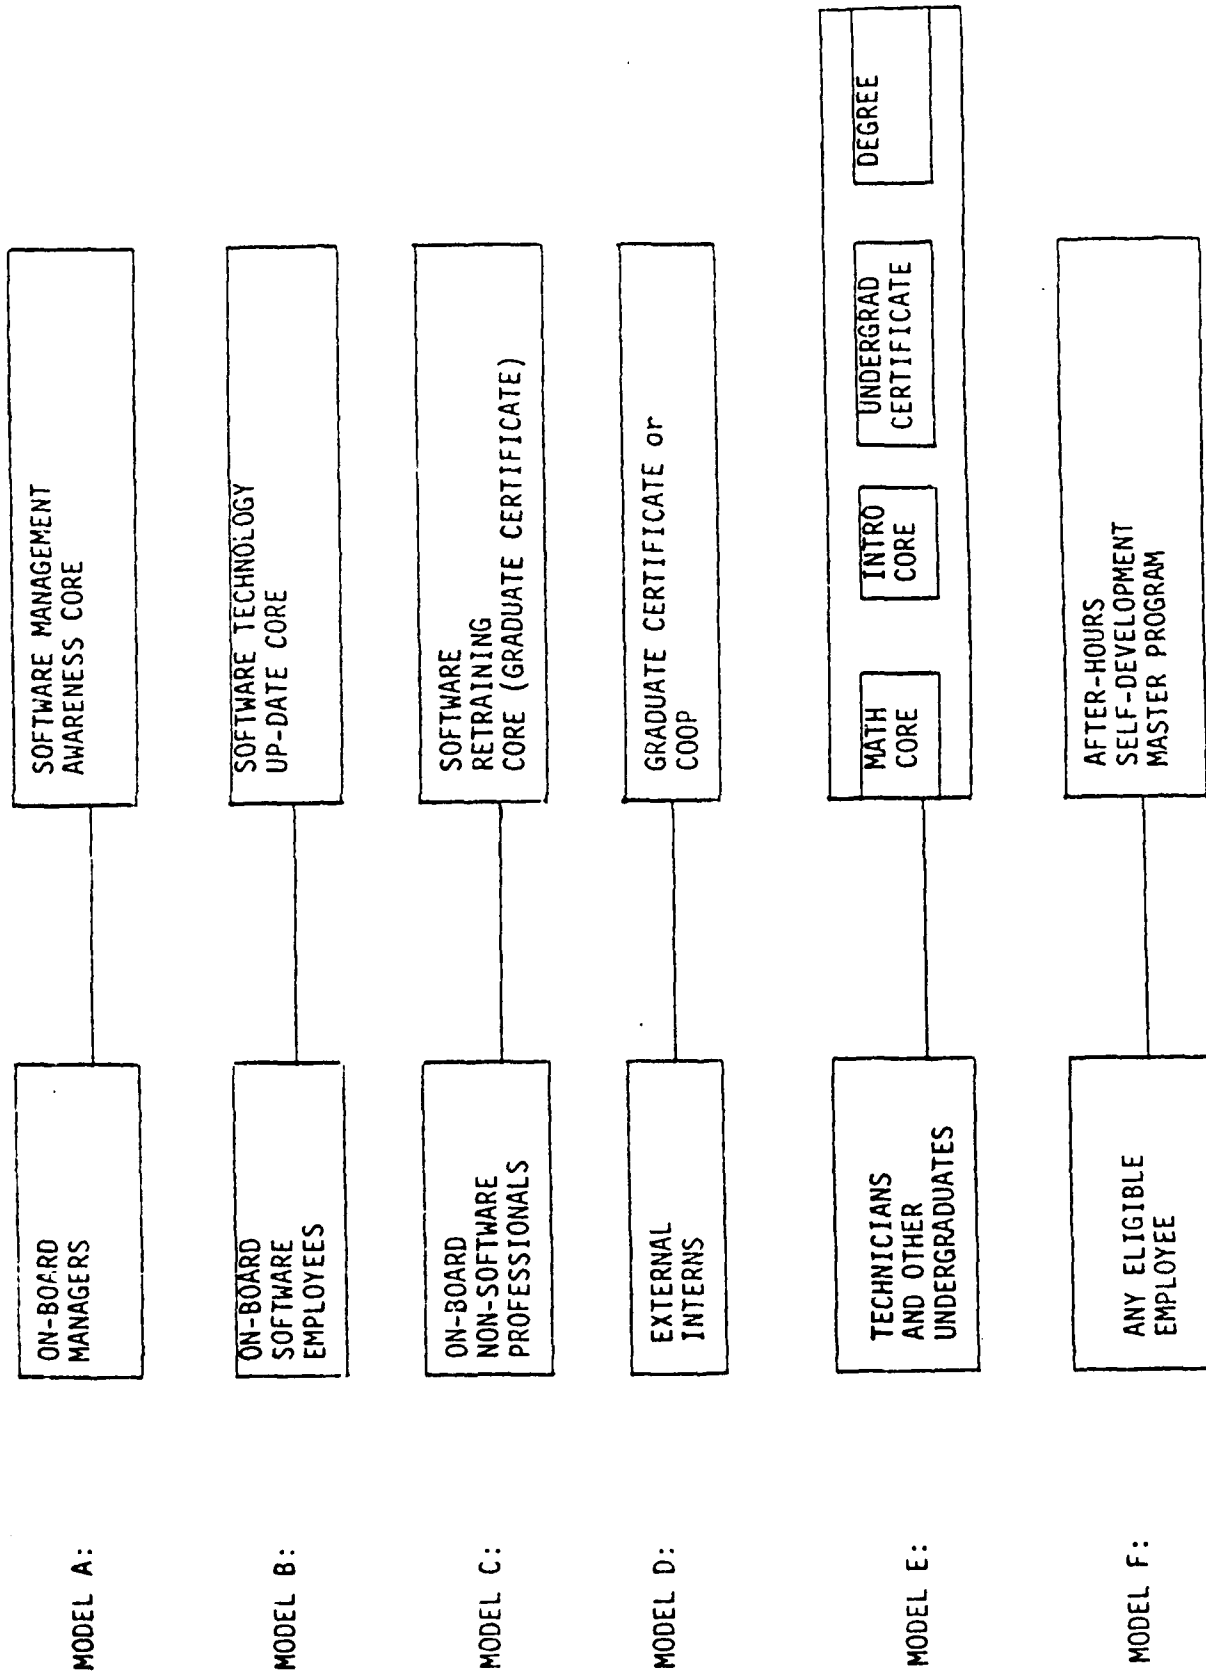 MODEL A:
ON-BOARD
MANAGERS
SOFTWARE MANAGEMENT
AWARENESS CORE
MODEL B:
ON-BOARD
SOFTWARE
EMPLOYEES
SOFTWARE TECHNOLOGY
UP-DATE CORE
MODEL C:
ON-BOARD
NON-SOFTWARE
PROFESSIONALS
SOFTWARE
RETRAINING
CORE (GRADUATE CERTIFICATE)
MODEL D:
EXTERNAL
INTERNS
GRADUATE CERTIFICATE or
COOP
MODEL E:
TECHNICIANS
AND OTHER
UNDERGRADUATES
MATH
CORE
INTRO
CORE
UNDERGRAD
CERTIFICATE
DEGREE
MODEL F:
ANY ELIGIBLE
EMPLOYEE
AFTER-HOURS
SELF-DEVELOPMENT
MASTER PROGRAM